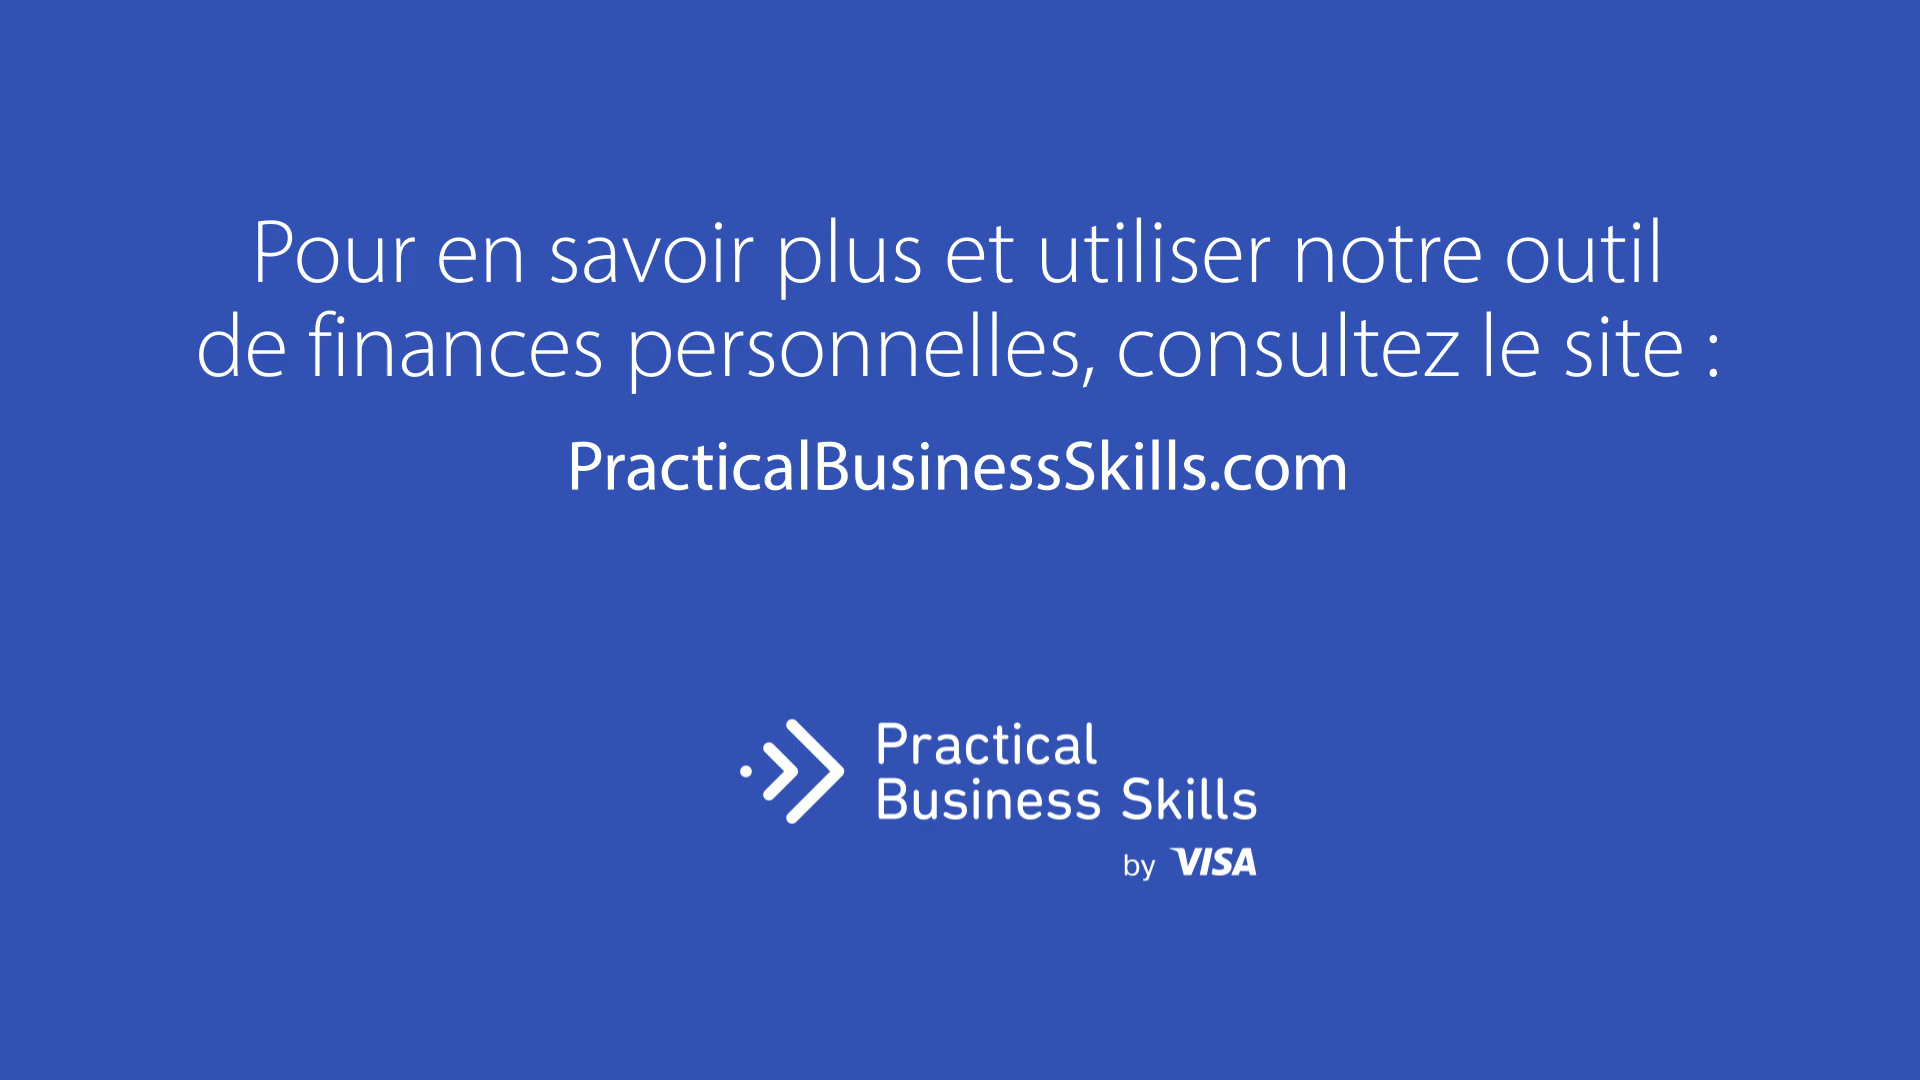 Pour en savoir plus et utiliser notre outil
de finances personnelles, consultez le site :
PracticalBusinessSkills.com
Practical
Business Skills
by VISA